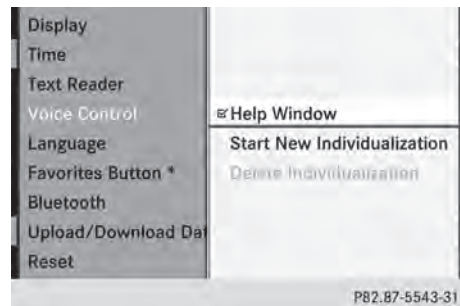 Display
Time
Text Reader
Voice Control
Language
Favorites Button *
Bluetooth
Upload/Download Dat
Reset
Help Window
Start New Individualization
Delete Individualization
P82.87-5543-31